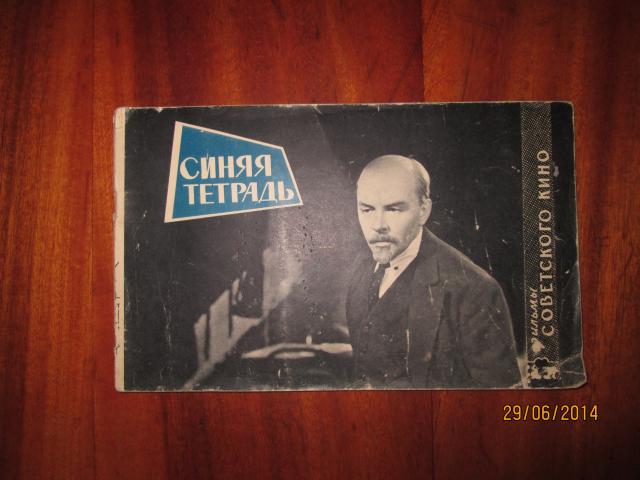 СИНЯЯ
ТЕТРАДЬ
Фильмы
СОВЕТСКОГО КИНО
29/06/2014